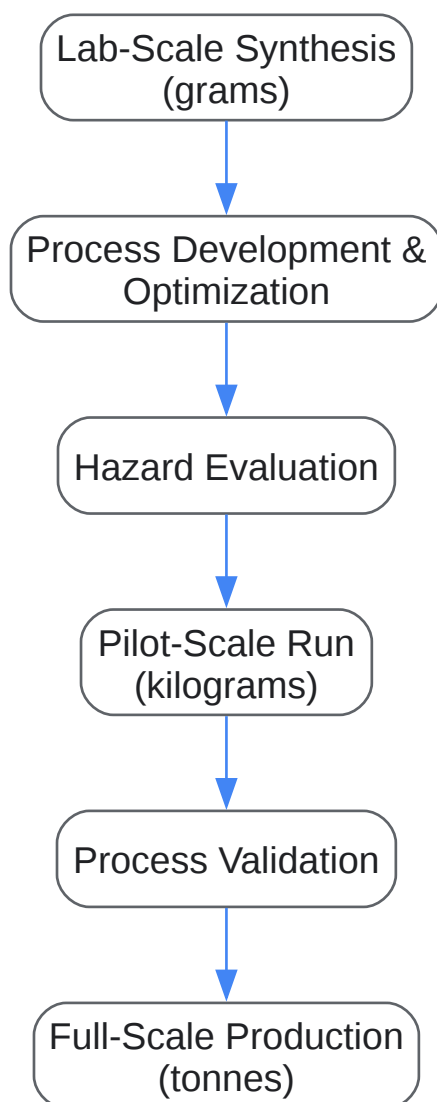 Lab-Scale Synthesis
(grams)
Process Development &
Optimization
Hazard Evaluation
Pilot-Scale Run
(kilograms)
Process Validation
Full-Scale Production
(tonnes)